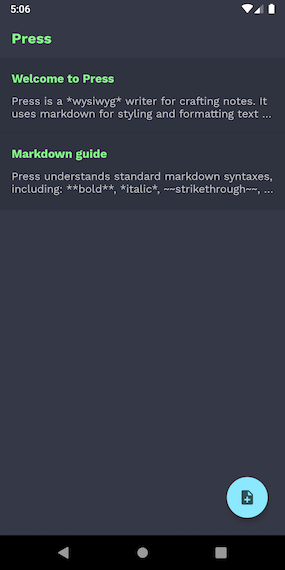 5:06
Press
Welcome to Press
Press is a *wysiwyg* writer for crafting notes. It
uses markdown for styling and formatting text ...
Markdown guide
Press understands standard markdown syntaxes,
including: **bold**, *italic*, ~~strikethrough~~, ...